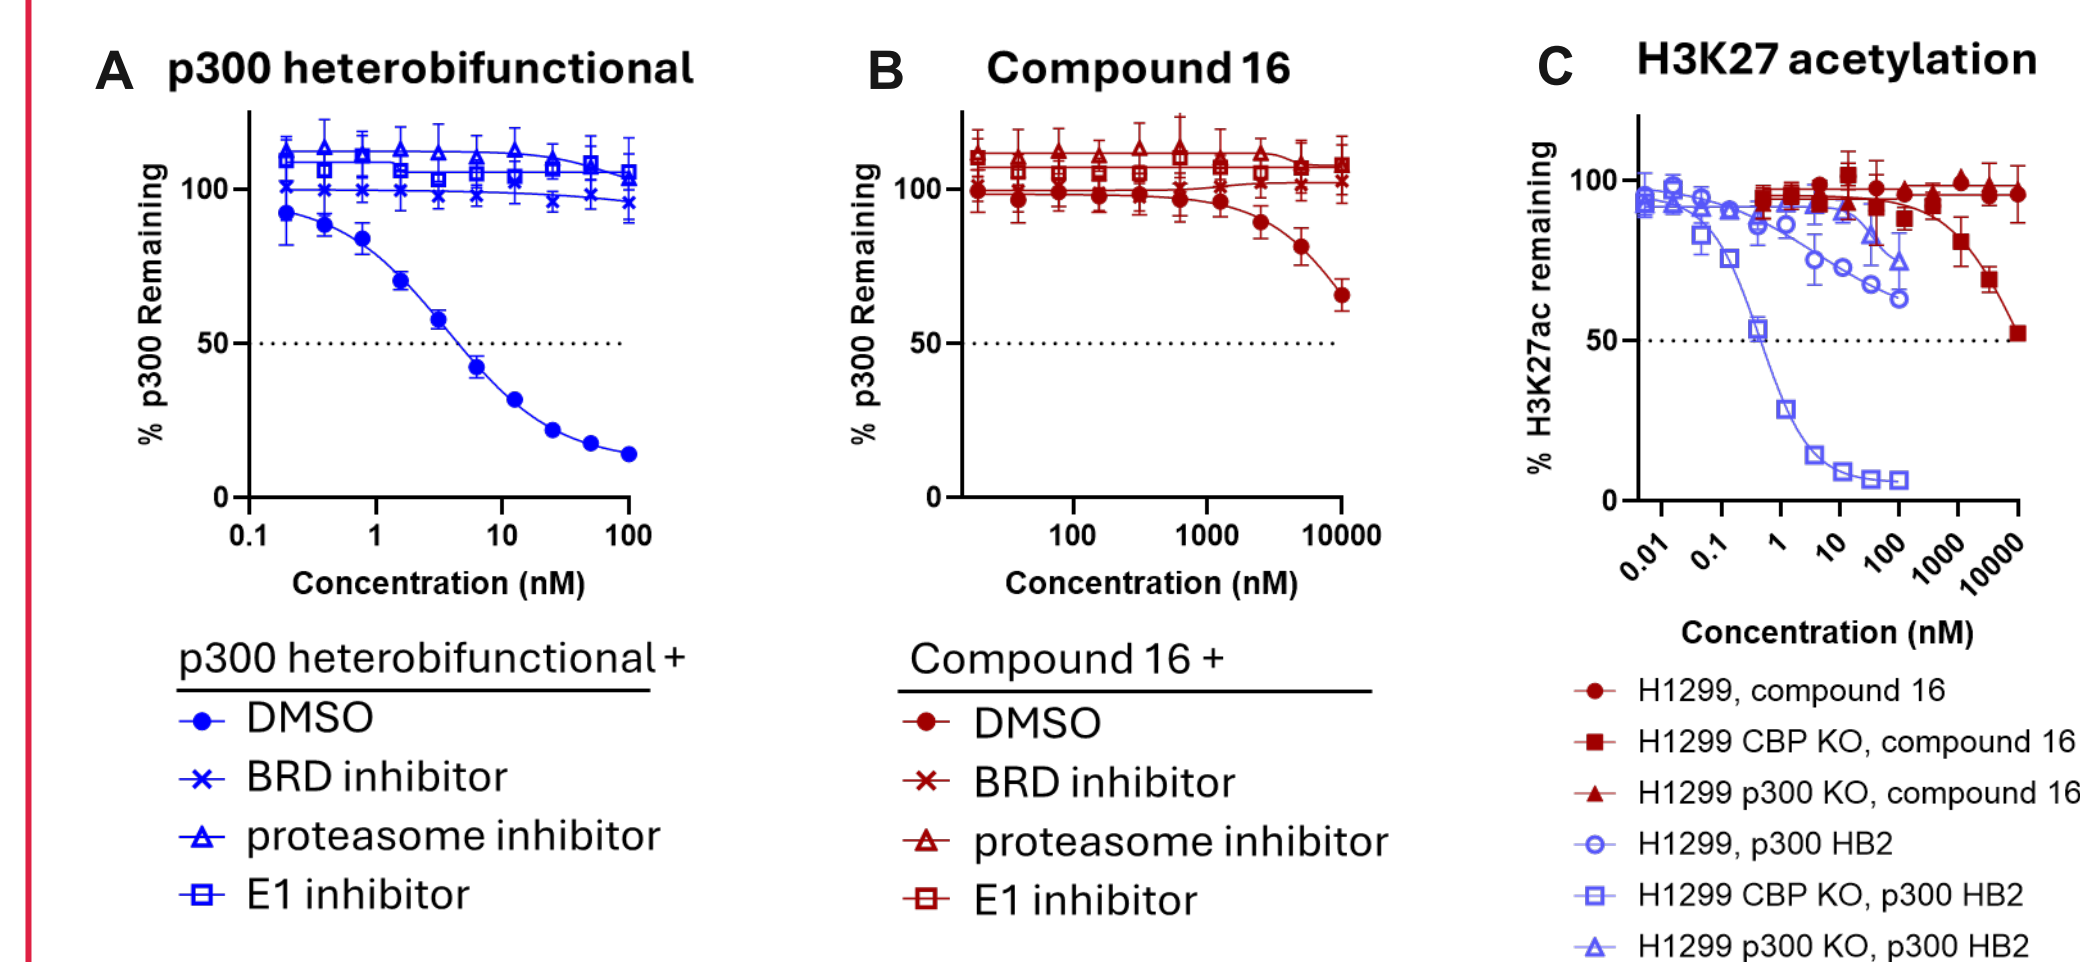 A p300 heterobifunctional
% p300 Remaining
100
50
0
0.1 1 10 100
Concentration (nM)
p300 heterobifunctional +
DMSO
BRD inhibitor
proteasome inhibitor
E1 inhibitor
B Compound 16
% p300 Remaining
100
50
0
100 1000 10000
Concentration (nM)
Compound 16 +
DMSO
BRD inhibitor
proteasome inhibitor
E1 inhibitor
C H3K27 acetylation
% H3K27ac remaining
100
50
0
0.01 0.1 1 10 100 1000 10000
Concentration (nM)
H1299, compound 16
H1299 CBP KO, compound 16
H1299 p300 KO, compound 16
H1299, p300 HB2
H1299 CBP KO, p300 HB2
H1299 p300 KO, p300 HB2